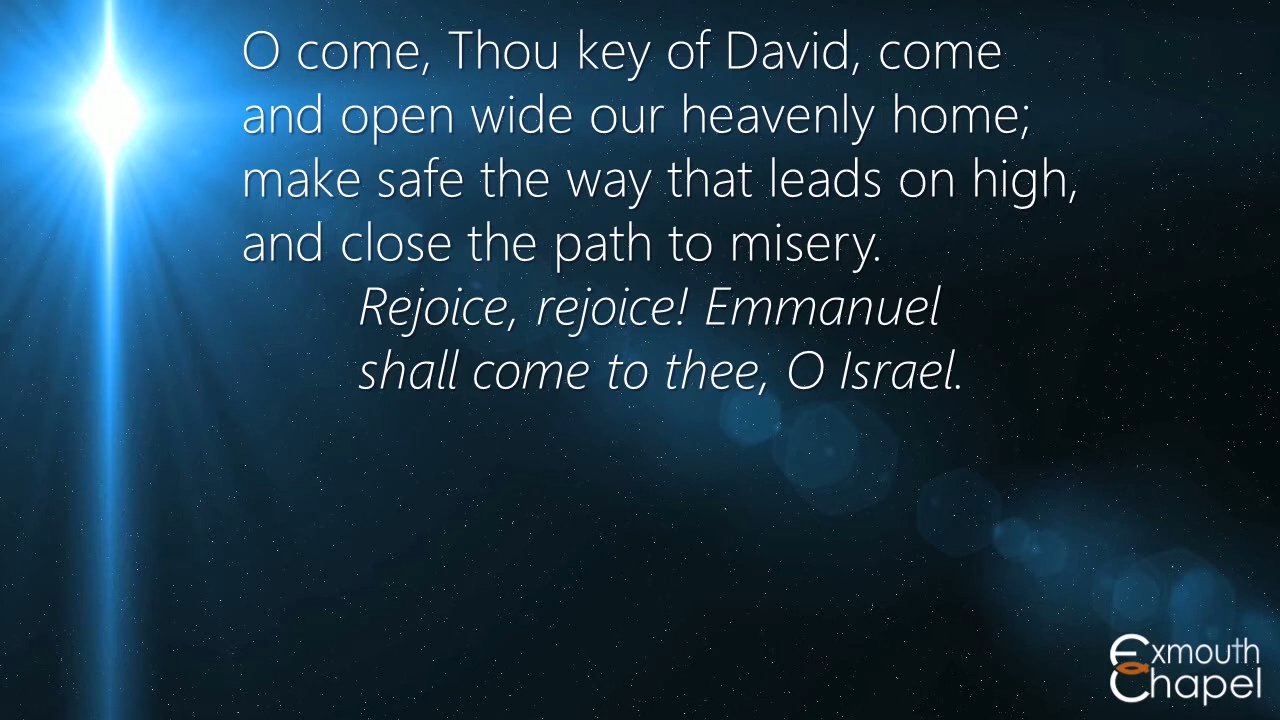 O come, Thou key of David, come
and open wide our heavenly home;
make safe the way that leads on high,
and close the path to misery.
Rejoice, rejoice! Emmanuel
shall come to thee, O Israel.
Exmouth
Chapel